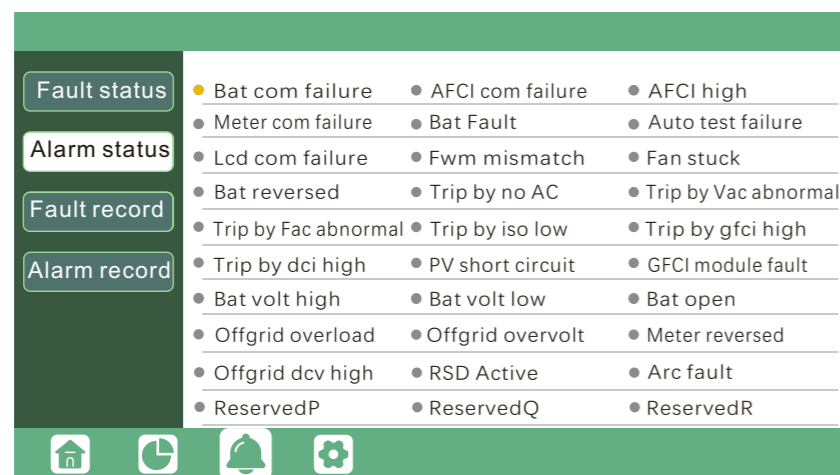 Fault status
Alarm status
Fault record
Alarm record
Bat com failure AFCI com failure AFCI high
Meter com failure Bat Fault Auto test failure
Lcd com failure Fwm mismatch Fan stuck
Bat reversed Trip by no AC Trip by Vac abnormal
Trip by Fac abnormal Trip by iso low Trip by gfci high
Trip by dci high PV short circuit GFCI module fault
Bat volt high Bat volt low Bat open
Offgrid overload Offgrid overvolt Meter reversed
Offgrid dcv high RSD Active Arc fault
ReservedP ReservedQ ReservedR